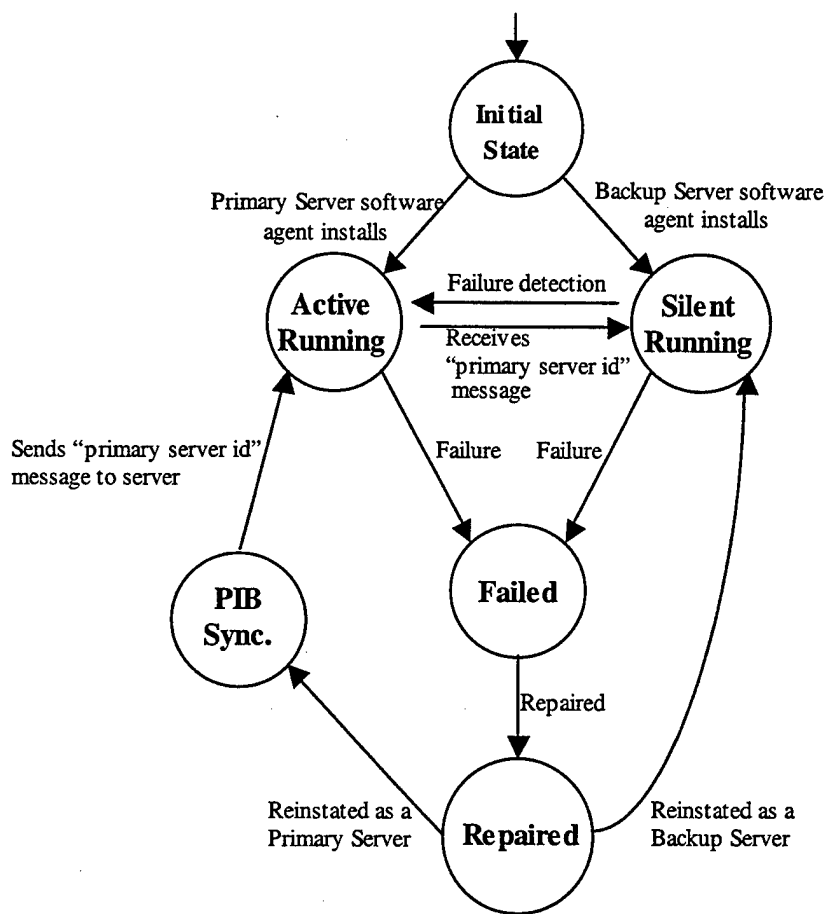 Initial
State
Primary Server software
agent installs
Backup Server software
agent installs
Active
Running
Failure detection
Receives
“primary server id”
message
Silent
Running
Sends “primary server id”
message to server
Failure
Failure
PIB
Sync.
Failed
Repaired
Reinstated as a
Primary Server
Repaired
Reinstated as a
Backup Server